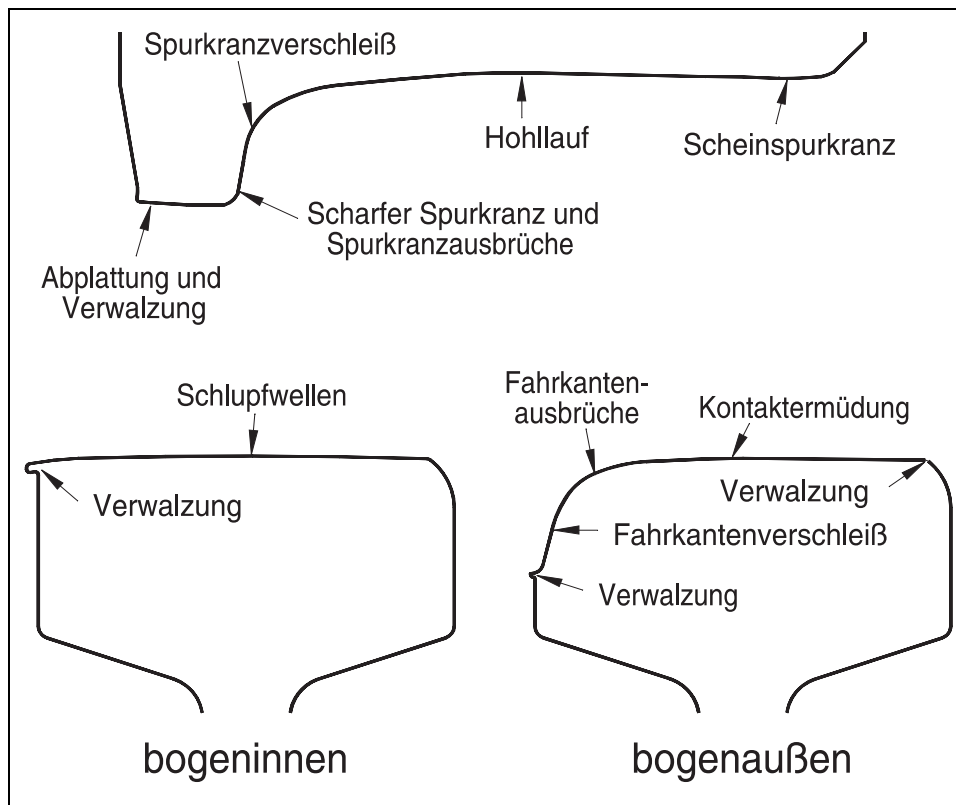 Spurkranzverschleiß
Hohllauf
Scheinspurkranz
Scharfer Spurkranz und
Spurkranzausbrüche
Abplattung und
Verwalzung
Schlupfwellen
Verwalzung
bogeninnen
Fahrkanten-
ausbrüche
Kontaktermüdung
Verwalzung
Fahrkantenverschleiß
Verwalzung
bogenaußen